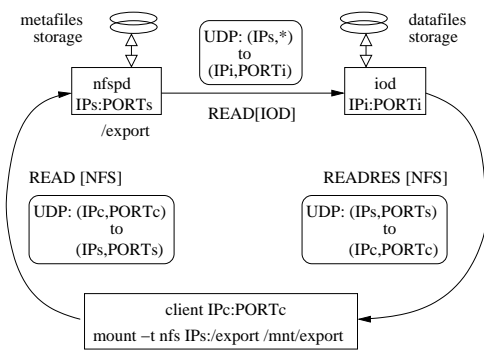 metafiles
storage
UDP: (IPs,*)
to
(IPi,PORTi)
datafiles
storage
nfspd
IPs:PORTs
iod
IPi:PORTi
/export
READ[IOD]
READ [NFS]
READRES [NFS]
UDP: (IPc,PORTc)
to
(IPs,PORTs)
UDP: (IPs,PORTs)
to
(IPc,PORTc)
client IPc:PORTc
mount −t nfs IPs:/export /mnt/export